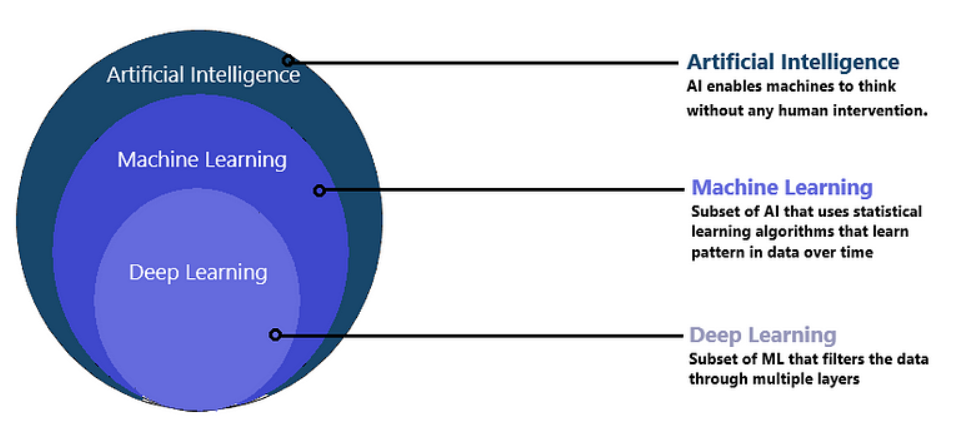 Artificial Intelligence
Machine Learning
Deep Learning
Artificial Intelligence
AI enables machines to think
without any human intervention.
Machine Learning
Subset of AI that uses statistical
learning algorithms that learn
pattern in data over time
Deep Learning
Subset of ML that filters the data
through multiple layers